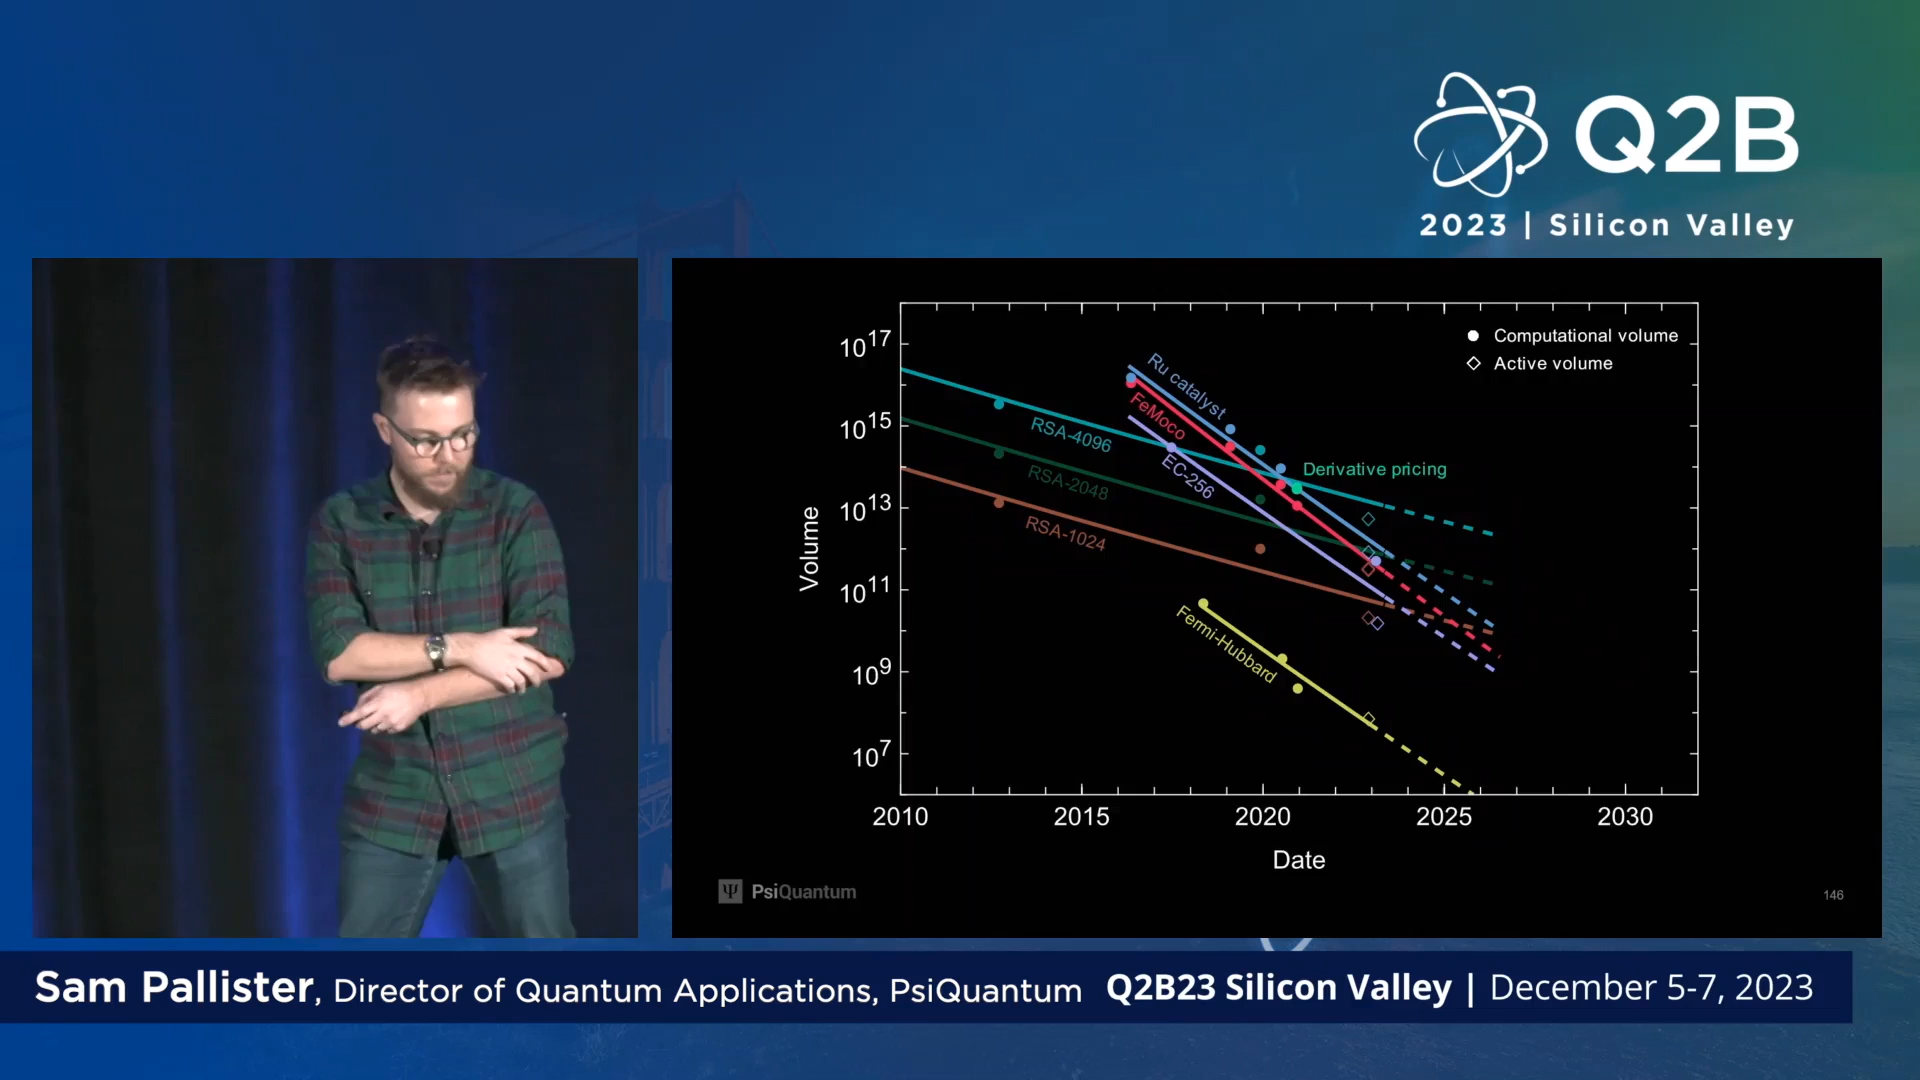 Q2B
2023 | Silicon Valley
Computational volume
Active volume
10^17
10^15
10^13
10^11
10^9
10^7
Volume
Ru catalyst
FeMoco
EC-256
RSA-4096
RSA-2048
RSA-1024
Derivative pricing
Fermi-Hubbard
2010 2015 2020 2025 2030
Date
Ψ PsiQuantum
146
Sam Pallister, Director of Quantum Applications, PsiQuantum Q2B23 Silicon Valley | December 5-7, 2023